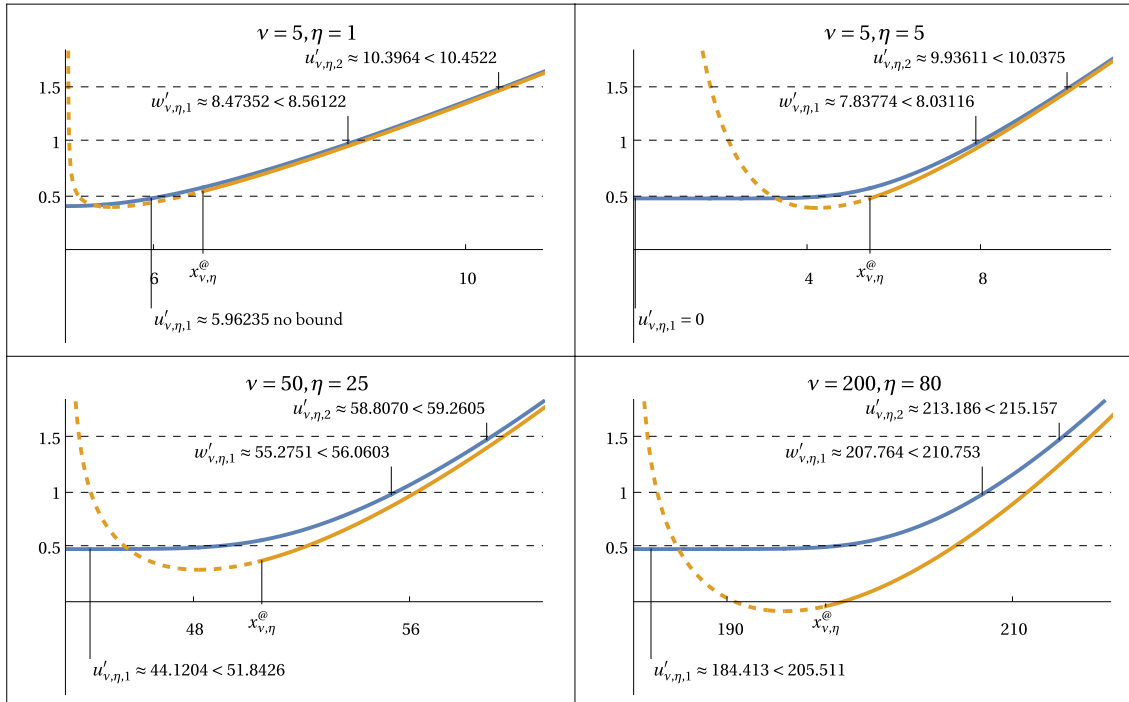 ν = 5, η = 1
u′ν,η,2 ≈ 10.3964 < 10.4522
1.5
w′ν,η,1 ≈ 8.47352 < 8.56122
1
0.5
x@ν,η
6
10
u′ν,η,1 ≈ 5.96235 no bound
ν = 5, η = 5
u′ν,η,2 ≈ 9.93611 < 10.0375
1.5
w′ν,η,1 ≈ 7.83774 < 8.03116
1
0.5
4
x@ν,η
8
u′ν,η,1 = 0
ν = 50, η = 25
u′ν,η,2 ≈ 58.8070 < 59.2605
1.5
w′ν,η,1 ≈ 55.2751 < 56.0603
1
0.5
48
x@ν,η
56
u′ν,η,1 ≈ 44.1204 < 51.8426
ν = 200, η = 80
u′ν,η,2 ≈ 213.186 < 215.157
1.5
w′ν,η,1 ≈ 207.764 < 210.753
1
0.5
190
x@ν,η
210
u′ν,η,1 ≈ 184.413 < 205.511